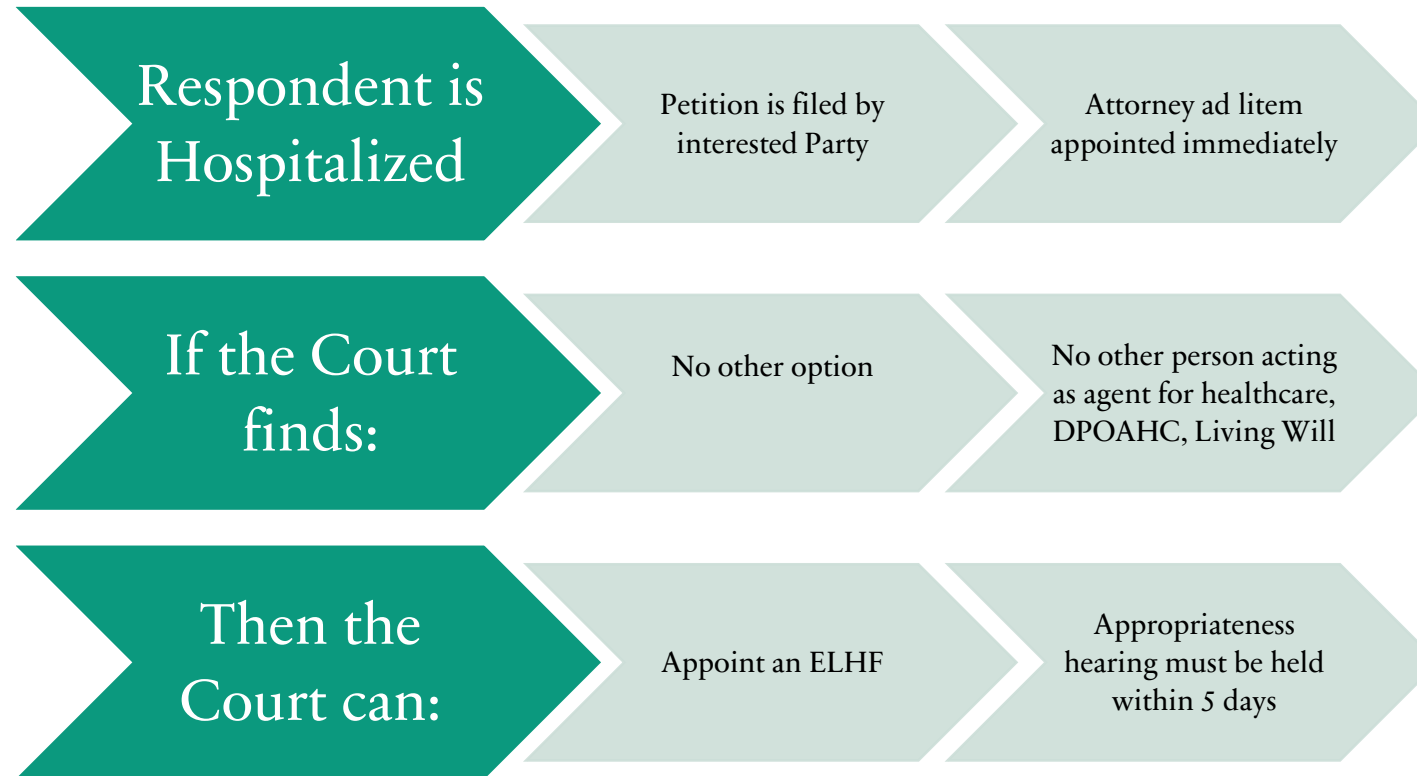 Respondent is
Hospitalized
Petition is filed by
interested Party
Attorney ad litem
appointed immediately
If the Court
finds:
No other option
No other person acting
as agent for healthcare,
DPOAHC, Living Will
Then the
Court can:
Appoint an ELHF
Appropriateness
hearing must be held
within 5 days